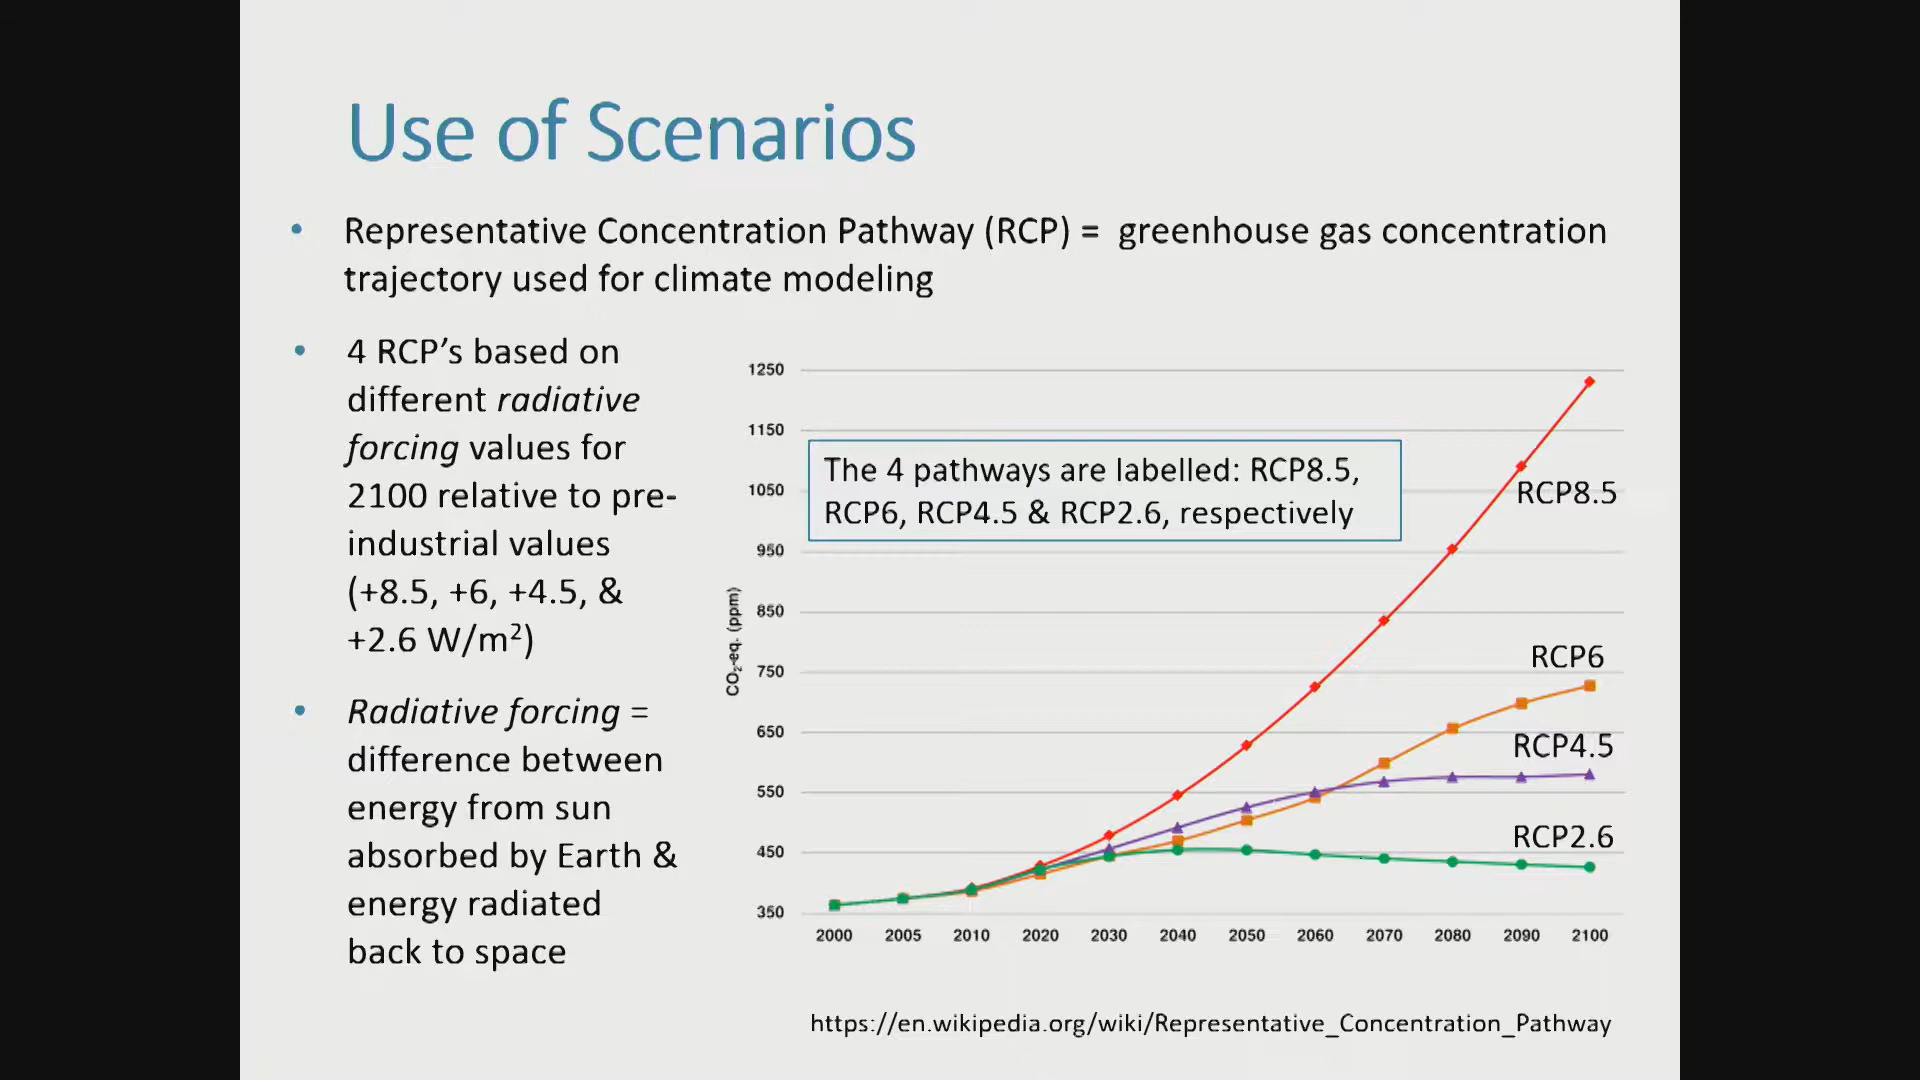 Use of Scenarios
• Representative Concentration Pathway (RCP) = greenhouse gas concentration
trajectory used for climate modeling
• 4 RCP's based on
different radiative
forcing values for
2100 relative to pre-
industrial values
(+8.5, +6, +4.5, &
+2.6 W/m²)
• Radiative forcing =
difference between
energy from sun
absorbed by Earth &
energy radiated
back to space
The 4 pathways are labelled: RCP8.5,
RCP6, RCP4.5 & RCP2.6, respectively
CO₂-eq. (ppm)
1250
1150
1050
950
850
750
650
550
450
350
RCP8.5
RCP6
RCP4.5
RCP2.6
2000 2005 2010 2020 2030 2040 2050 2060 2070 2080 2090 2100
https://en.wikipedia.org/wiki/Representative_Concentration_Pathway